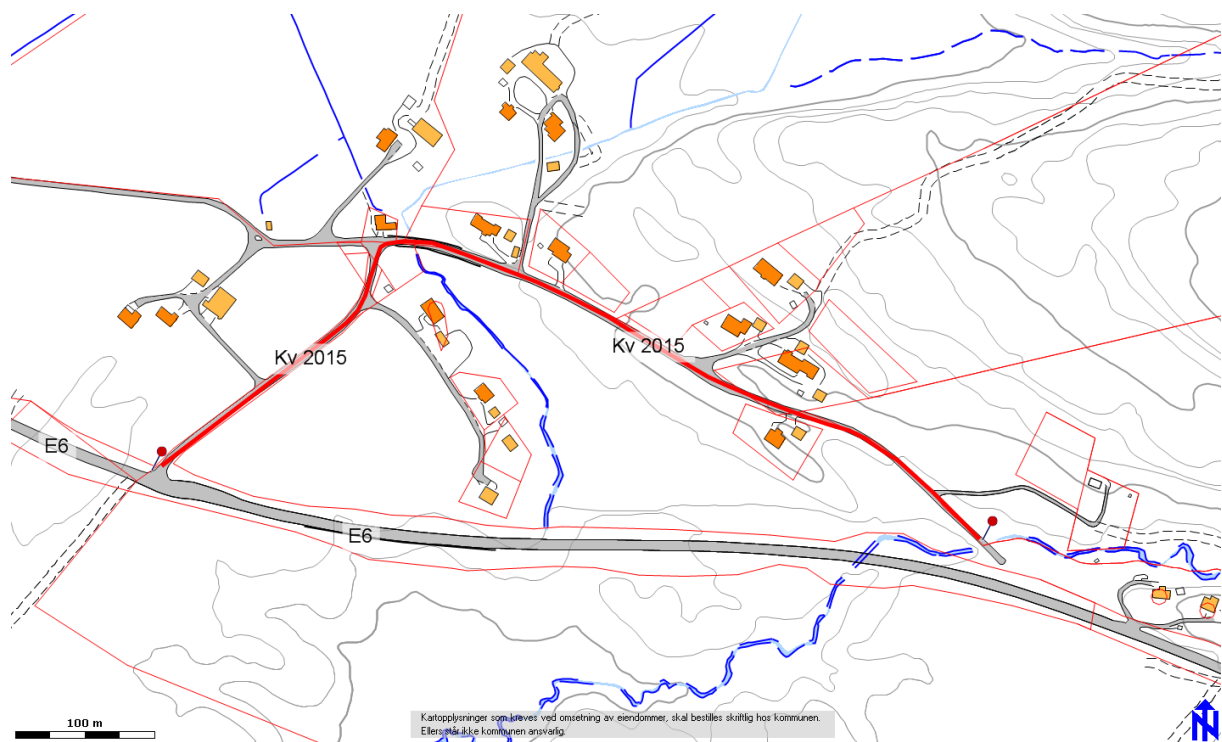 Kv 2015
Kv 2015
E6
E6
100 m
Kartopplysninger som kreves ved omsetning av eiendommer, skal bestilles skriftlig hos kommunen.
Ellers står ikke kommunen ansvarlig.
N